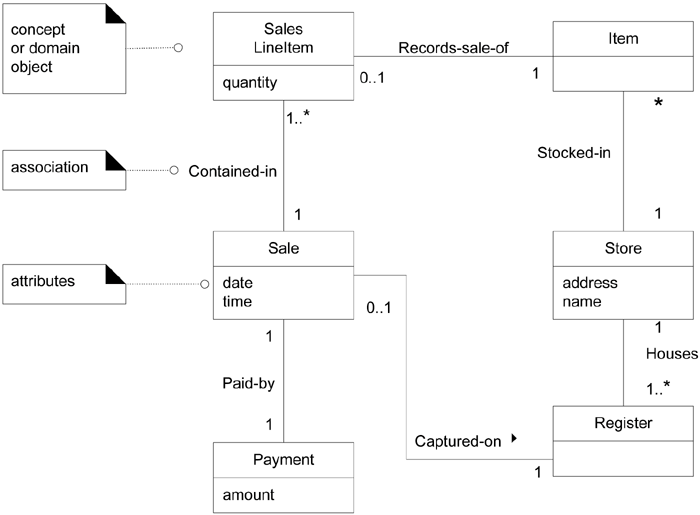 concept
or domain
object
Sales
LineItem
quantity
Records-sale-of
0..1
1
Item
1..*
*
association
Contained-in
Stocked-in
1
1
attributes
Sale
date
time
0..1
Store
address
name
1
1
Paid-by
Houses
1
1..*
Payment
amount
Captured-on
1
Register